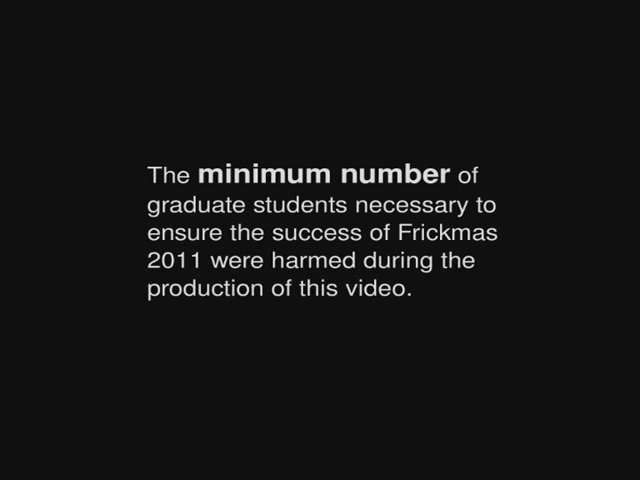 The minimum number of
graduate students necessary to
ensure the success of Frickmas
2011 were harmed during the
production of this video.